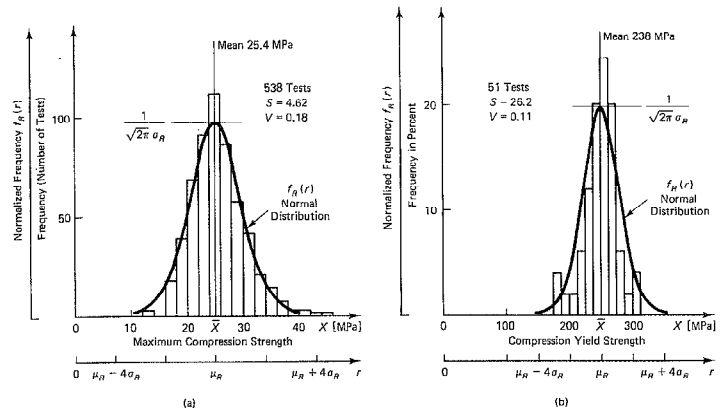 Normalized Frequency f_R(r)
Frequency (Number of Tests)
100
50
Mean 25.4 MPa
538 Tests
S = 4.62
V = 0.18
1
√2π σ_R
f_R(r)
Normal
Distribution
0 10 20 X̄ 30 40 X [MPa]
Maximum Compression Strength
0 μ_R − 4σ_R μ_R μ_R + 4σ_R r
(a)
Normalized Frequency f_R(r)
Frequency in Percent
20
10
Mean 238 MPa
51 Tests
S = 26.2
V = 0.11
1
√2π σ_R
f_R(r)
Normal
Distribution
0 100 200 X̄ 300 X [MPa]
Compression Yield Strength
0 μ_R − 4σ_R μ_R μ_R + 4σ_R r
(b)